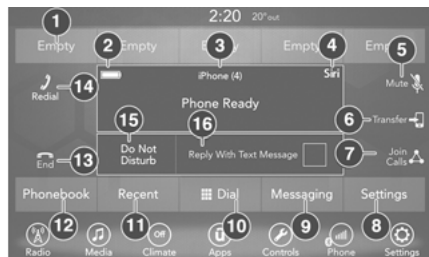 2:20 20°out
1
Empty Empty Empty Empty
2 3 4 5
iPhone (4) Siri
Mute
14
Redial
Phone Ready
6 Transfer
15 16
Do Not
Disturb
Reply With Text Message
7 Join
Calls
13
End
Phonebook Recent Dial Messaging Settings
12 11 Off 10 9 8
Radio Media Climate Apps Controls Phone Settings